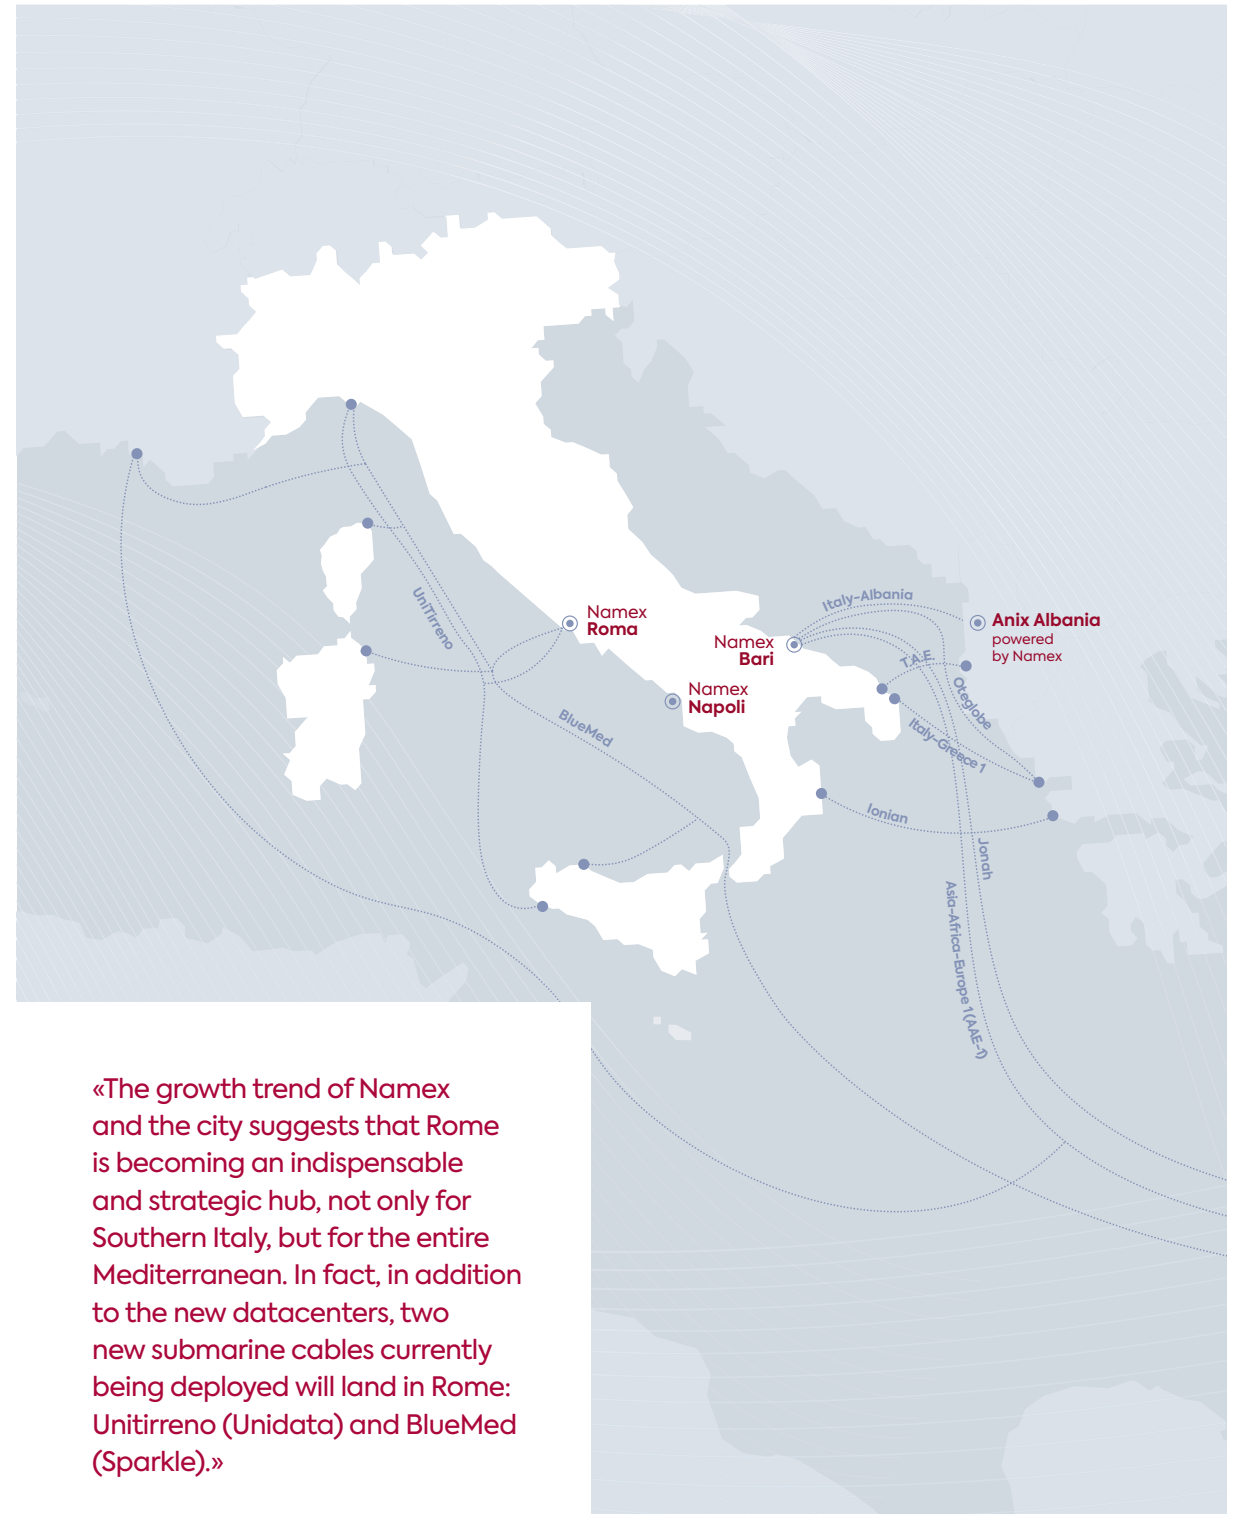 Italy-Albania
Namex
Roma
Anix Albania
powered
by Namex
UniTirreno
Namex
Bari
T.A.E.
Namex
Napoli
Oteglobe
BlueMed
Italy-Greece 1
Ionian
Jonah
Asia-Africa-Europe 1 (AAE-1)
«The growth trend of Namex
and the city suggests that Rome
is becoming an indispensable
and strategic hub, not only for
Southern Italy, but for the entire
Mediterranean. In fact, in addition
to the new datacenters, two
new submarine cables currently
being deployed will land in Rome:
Unitirreno (Unidata) and BlueMed
(Sparkle).»